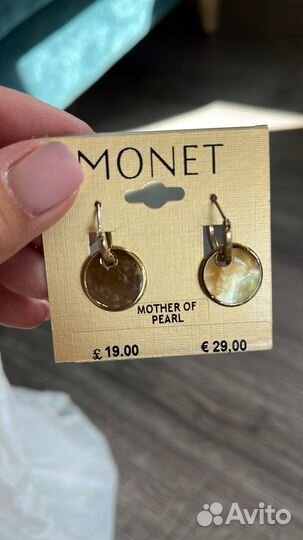 MONET
MOTHER OF
PEARL
£ 19.00
€ 29,00
Avito